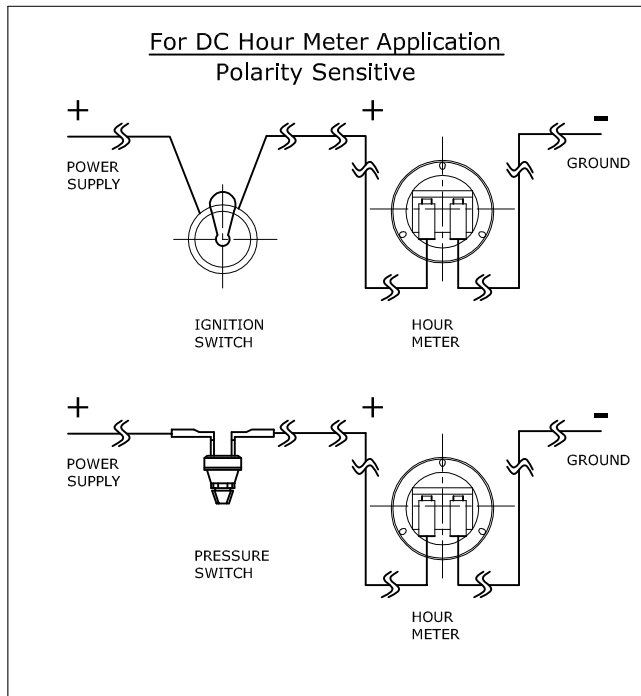 For DC Hour Meter Application
Polarity Sensitive
+ + -
POWER
SUPPLY
GROUND
IGNITION
SWITCH
HOUR
METER
+ + -
POWER
SUPPLY
GROUND
PRESSURE
SWITCH
HOUR
METER